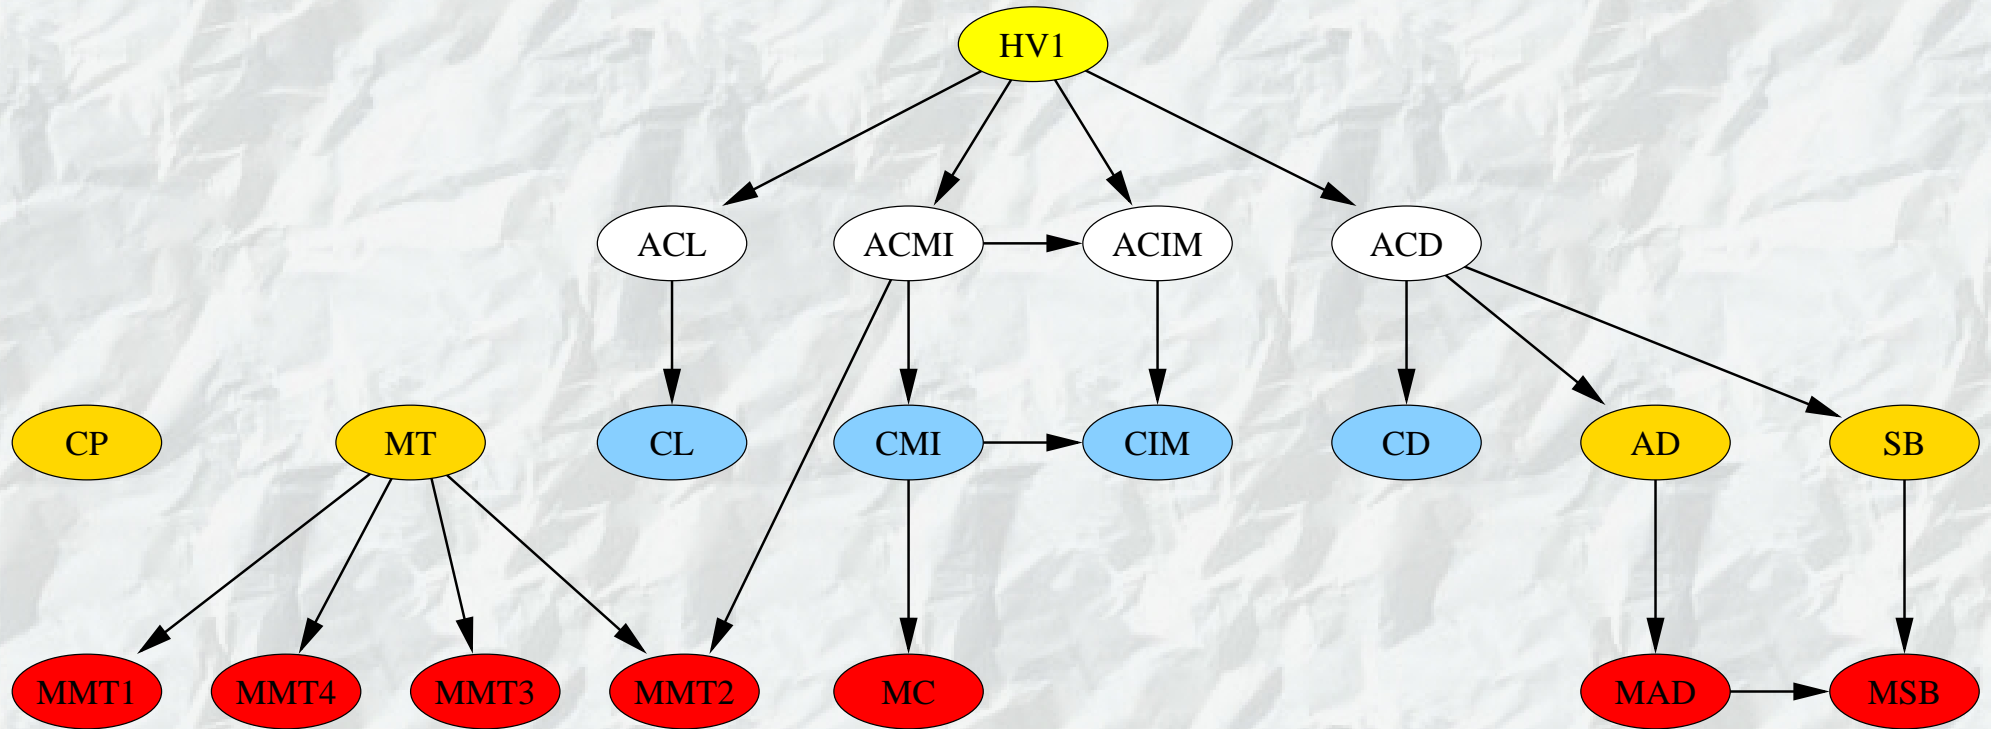 HV1
ACL
ACMI
ACIM
ACD
CP
MT
CL
CMI
CIM
CD
AD
SB
MMT1
MMT4
MMT3
MMT2
MC
MAD
MSB